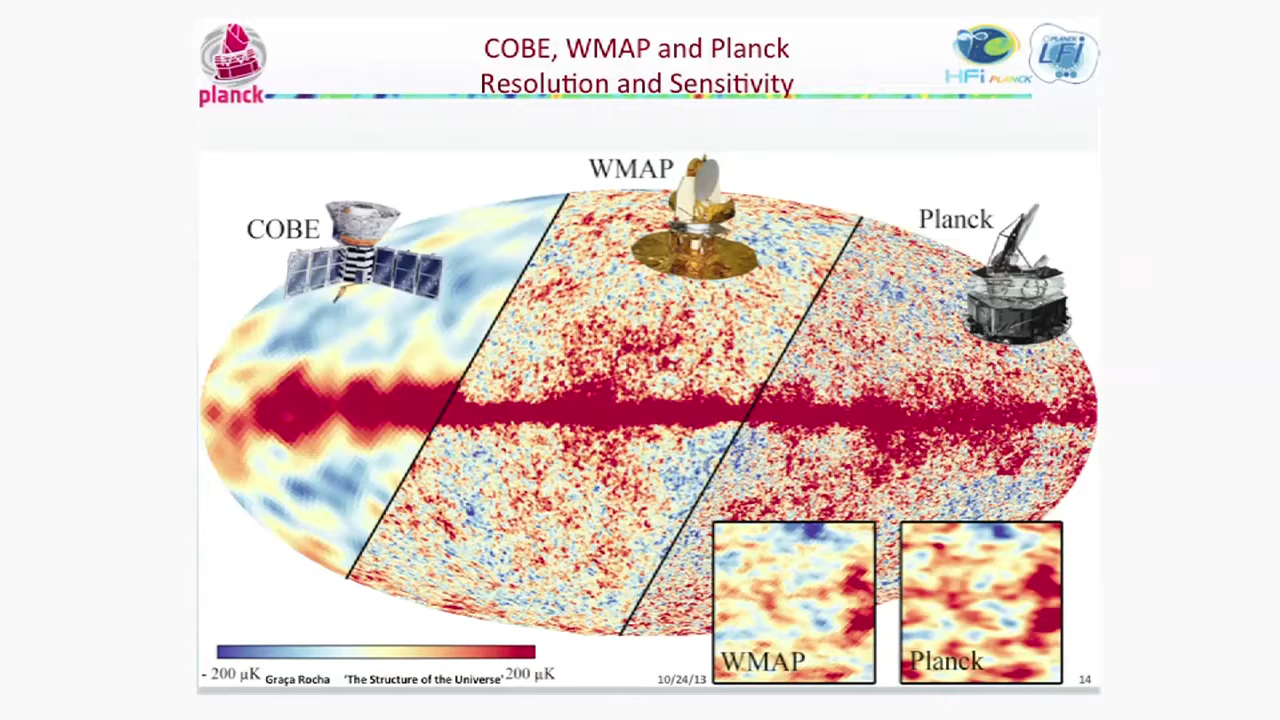 COBE, WMAP and Planck
Resolution and Sensitivity
planck
HFi PLANCK
PLANCK
LFi
WMAP
COBE
Planck
WMAP
Planck
- 200 µK
200 µK
Graça Rocha
'The Structure of the Universe'
10/24/13
14